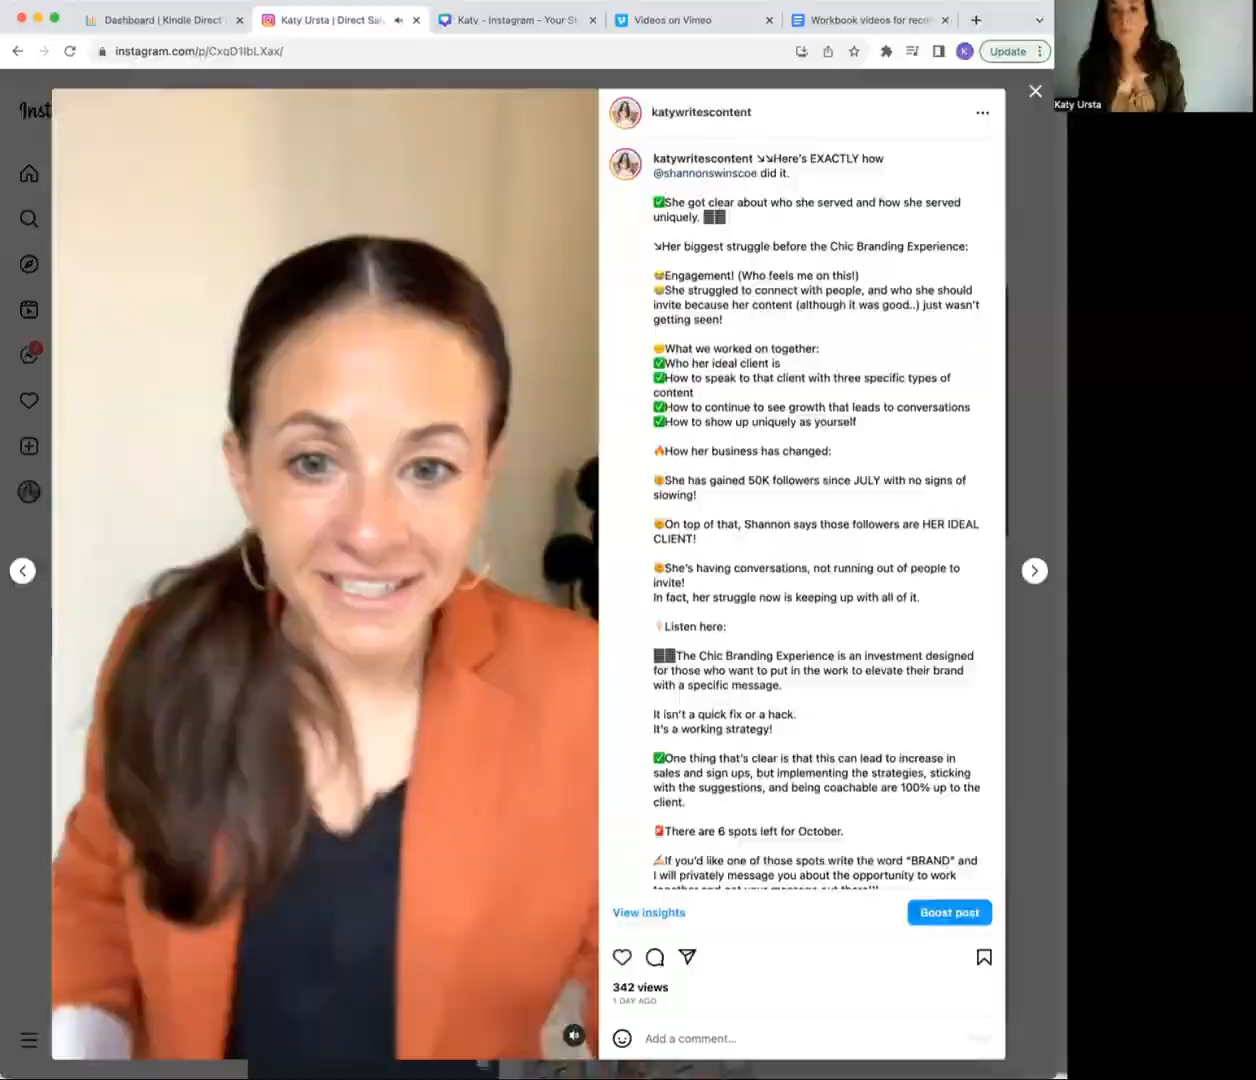 Dashboard | Kindle Direct
Katy Ursta | Direct Sal
Katy - Instagram - Your S
Videos on Vimeo
Workbook videos for rec
instagram.com/p/CxqD1lbLXax/
K
Update
Katy Ursta
Inst
katywritescontent
katywritescontent ↘↘Here's EXACTLY how
@shannonswinscoe did it.
✅She got clear about who she served and how she served
uniquely.
↘Her biggest struggle before the Chic Branding Experience:
Engagement! (Who feels me on this!)
She struggled to connect with people, and who she should
invite because her content (although it was good..) just wasn't
getting seen!
What we worked on together:
✅Who her ideal client is
✅How to speak to that client with three specific types of
content
✅How to continue to see growth that leads to conversations
✅How to show up uniquely as yourself
🔥How her business has changed:
She has gained 50K followers since JULY with no signs of
slowing!
On top of that, Shannon says those followers are HER IDEAL
CLIENT!
She's having conversations, not running out of people to
invite!
In fact, her struggle now is keeping up with all of it.
Listen here:
The Chic Branding Experience is an investment designed
for those who want to put in the work to elevate their brand
with a specific message.
It isn't a quick fix or a hack.
It's a working strategy!
✅One thing that's clear is that this can lead to increase in
sales and sign ups, but implementing the strategies, sticking
with the suggestions, and being coachable are 100% up to the
client.
🚨There are 6 spots left for October.
✍If you'd like one of those spots write the word "BRAND" and
I will privately message you about the opportunity to work
View insights
Boost post
342 views
1 DAY AGO
Add a comment...